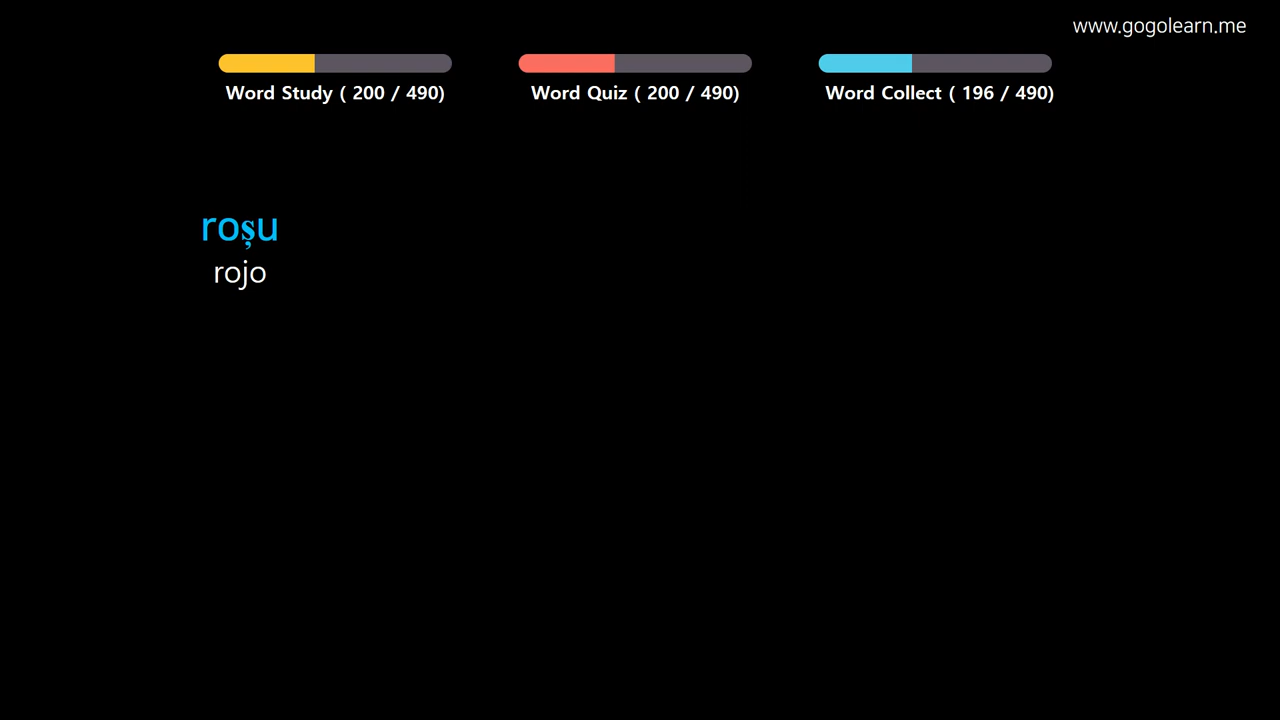 www.gogolearn.me
Word Study ( 200 / 490)
Word Quiz ( 200 / 490)
Word Collect ( 196 / 490)
roșu
rojo